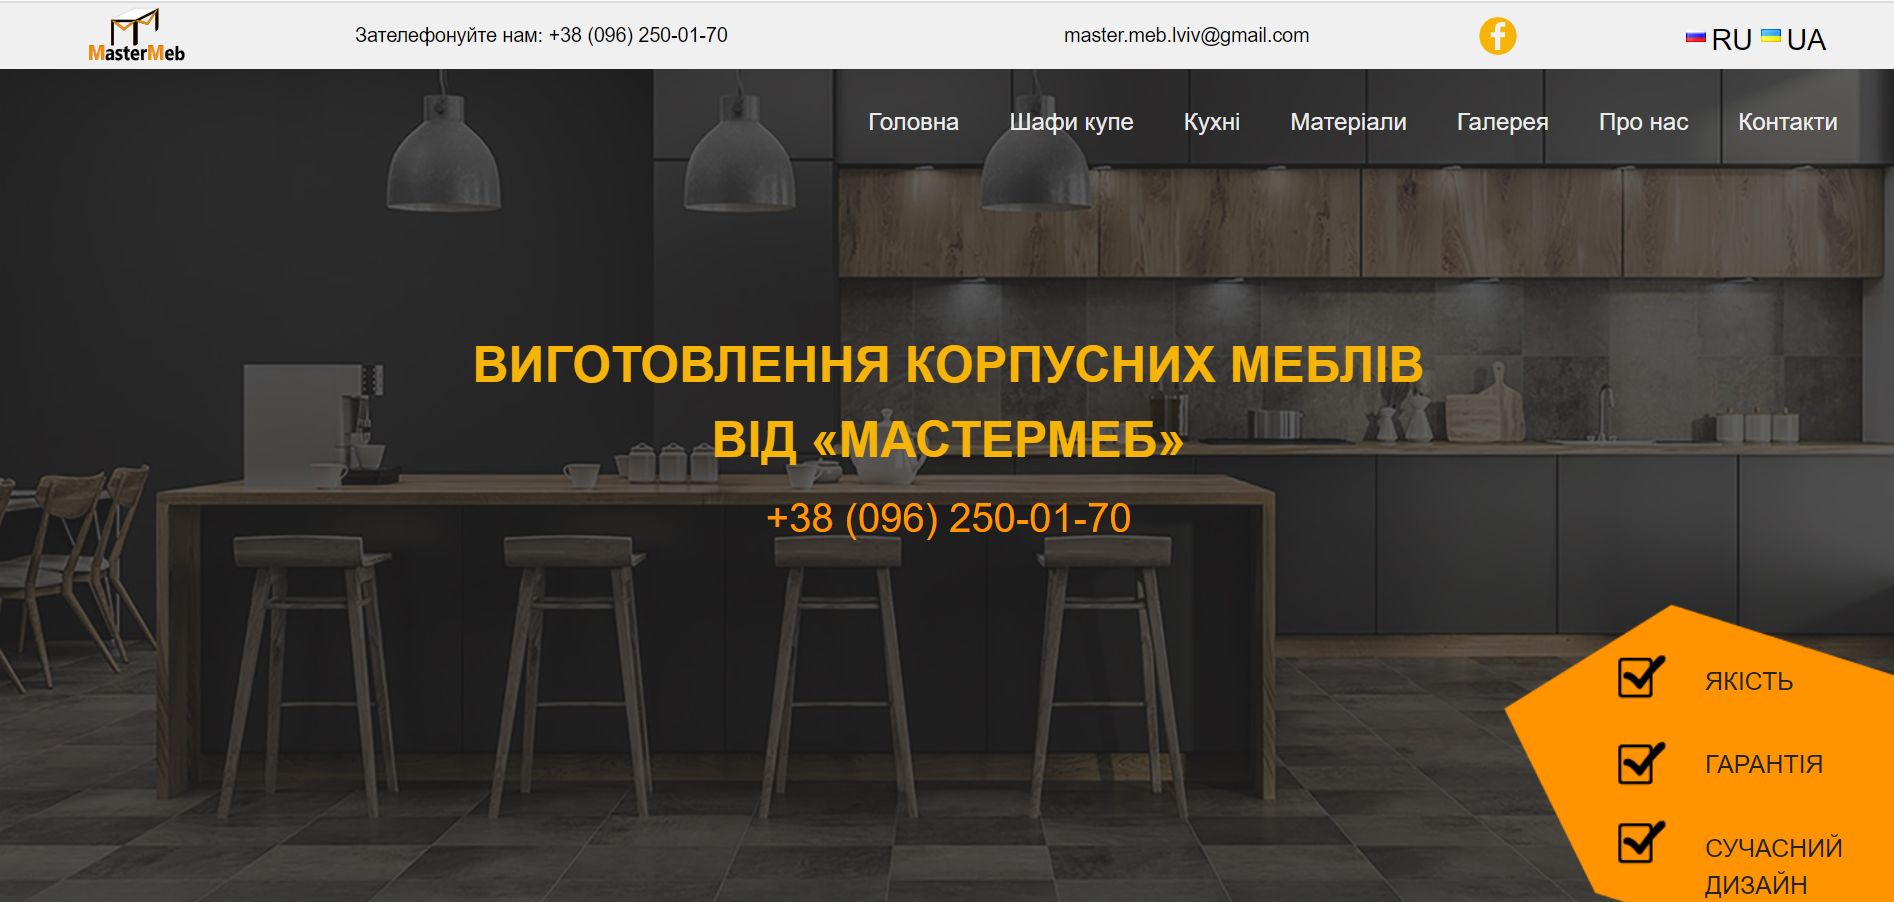 MasterMeb
Зателефонуйте нам: +38 (096) 250-01-70
master.meb.lviv@gmail.com
RU UA
Головна Шафи купе Кухні Матеріали Галерея Про нас Контакти
ВИГОТОВЛЕННЯ КОРПУСНИХ МЕБЛІВ
ВІД «МАСТЕРМЕБ»
+38 (096) 250-01-70
ЯКІСТЬ
ГАРАНТІЯ
СУЧАСНИЙ
ДИЗАЙН